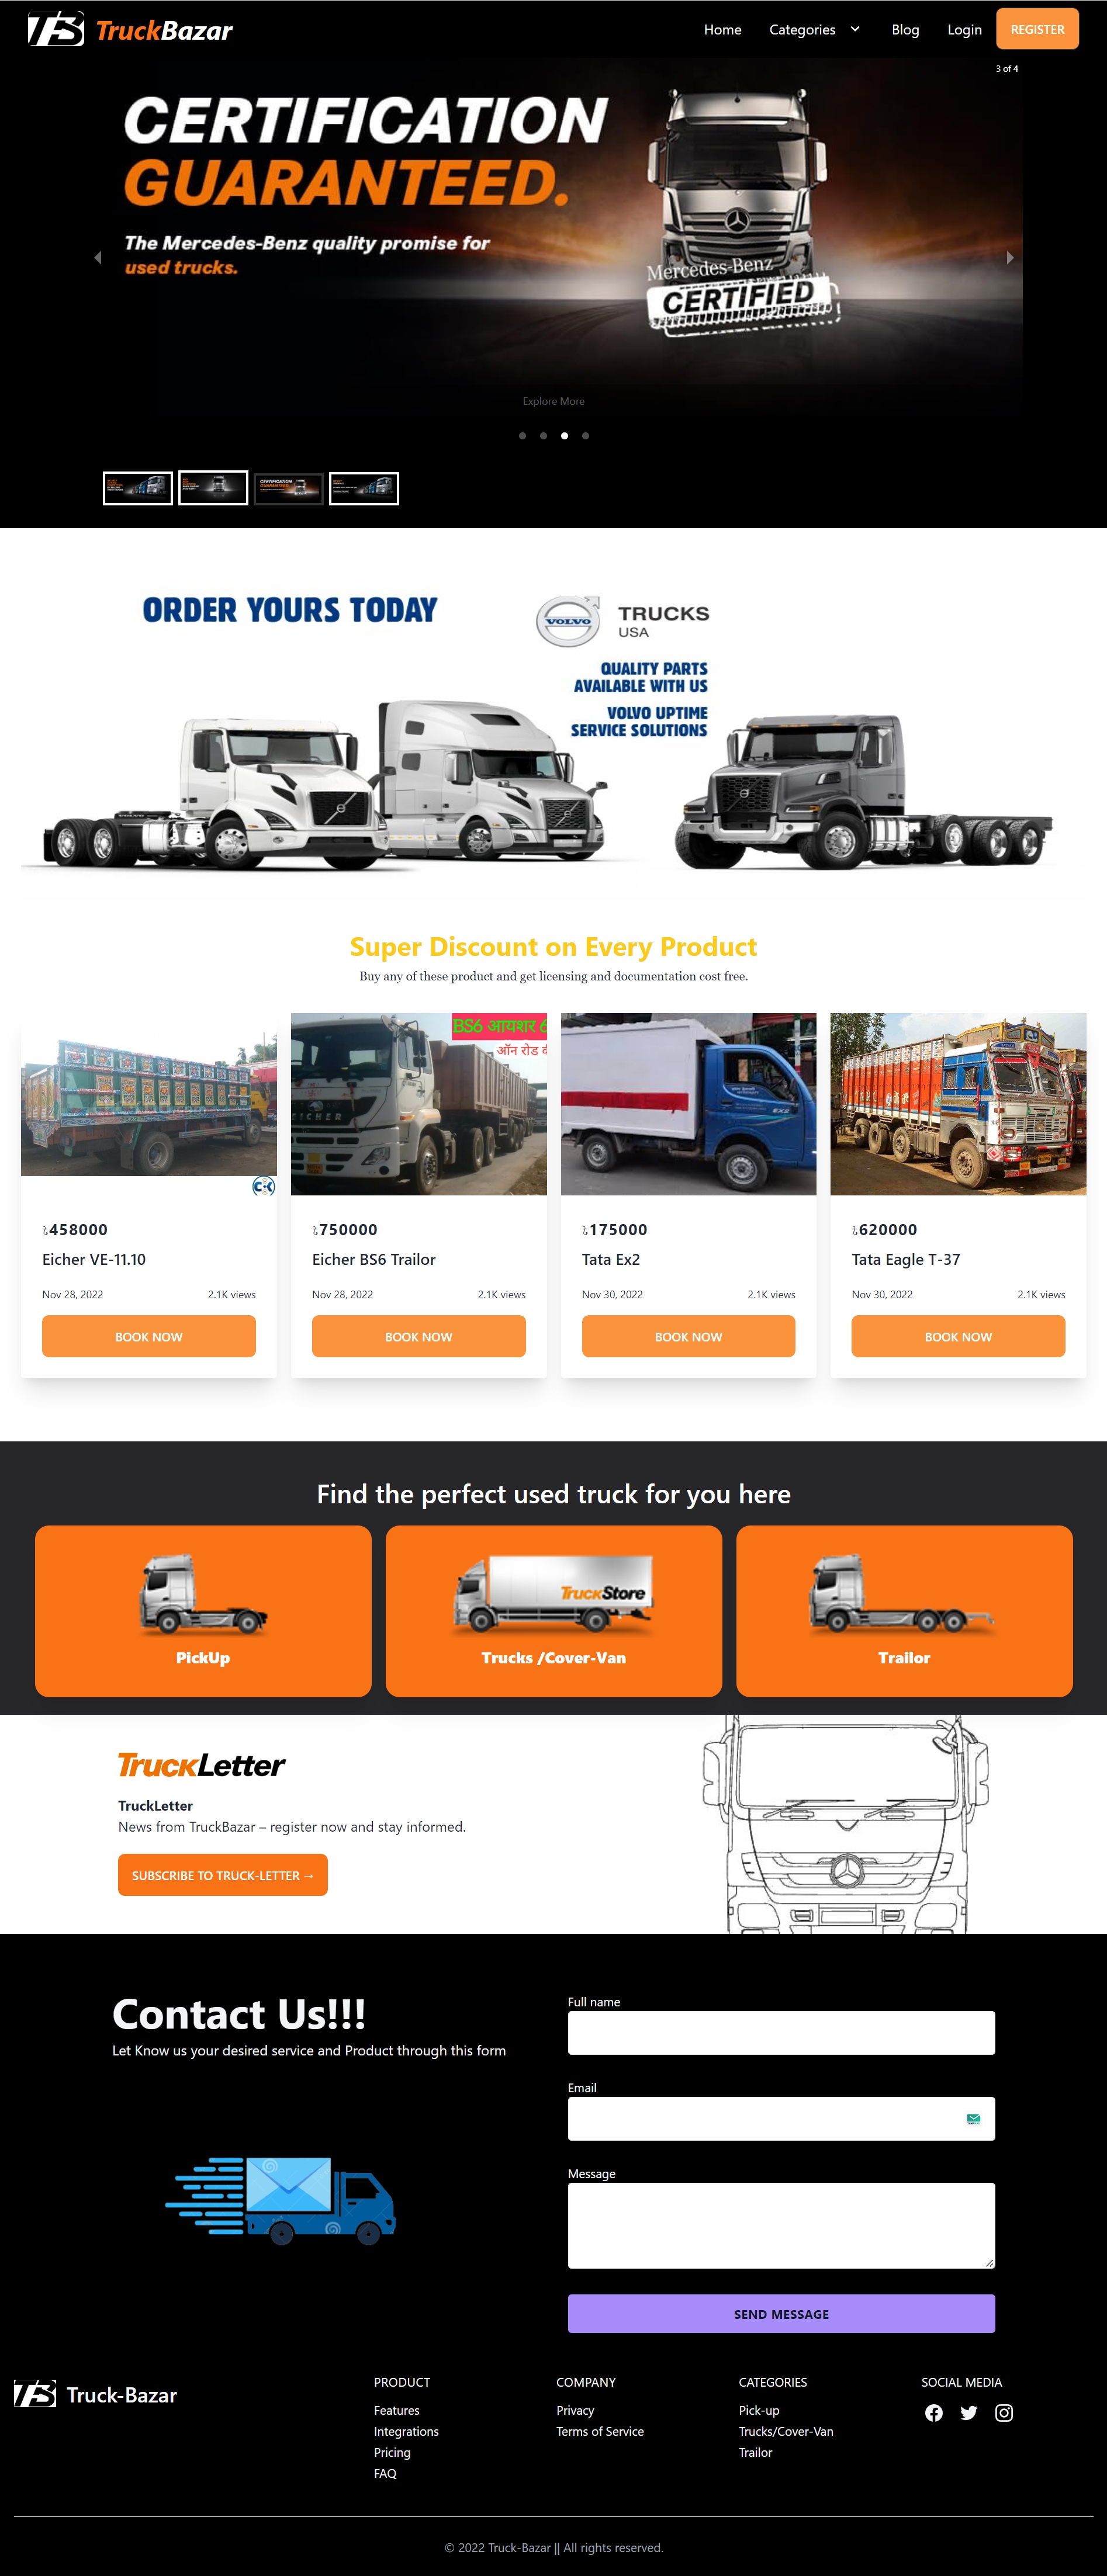 TruckBazar
Home
Categories
Blog
Login
REGISTER
3 of 4
CERTIFICATION
GUARANTEED.
The Mercedes-Benz quality promise for
used trucks.
Mercedes-Benz
CERTIFIED
Explore More
CERTIFICATION
GUARANTEED.
ORDER YOURS TODAY
VOLVO
TRUCKS
USA
QUALITY PARTS
AVAILABLE WITH US
VOLVO UPTIME
SERVICE SOLUTIONS
Super Discount on Every Product
Buy any of these product and get licensing and documentation cost free.
BS6 आयशर 6
ऑन रोड
EICHER
EX2
৳458000
Eicher VE-11.10
Nov 28, 2022
2.1K views
BOOK NOW
৳750000
Eicher BS6 Trailor
Nov 28, 2022
2.1K views
BOOK NOW
৳175000
Tata Ex2
Nov 30, 2022
2.1K views
BOOK NOW
৳620000
Tata Eagle T-37
Nov 30, 2022
2.1K views
BOOK NOW
Find the perfect used truck for you here
PickUp
TruckStore
Trucks /Cover-Van
Trailor
TruckLetter
TruckLetter
News from TruckBazar – register now and stay informed.
SUBSCRIBE TO TRUCK-LETTER →
Contact Us!!!
Let Know us your desired service and Product through this form
Full name
Email
Message
SEND MESSAGE
Truck-Bazar
PRODUCT
Features
Integrations
Pricing
FAQ
COMPANY
Privacy
Terms of Service
CATEGORIES
Pick-up
Trucks/Cover-Van
Trailor
SOCIAL MEDIA
© 2022 Truck-Bazar || All rights reserved.